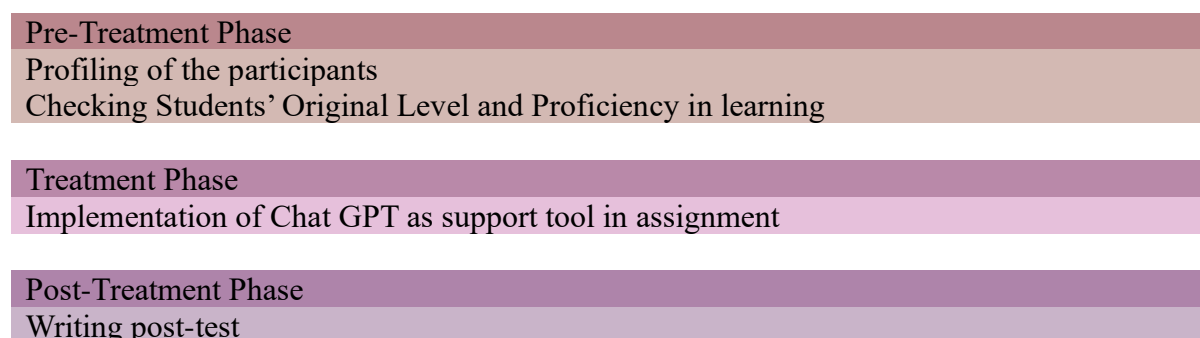 Pre-Treatment Phase
Profiling of the participants
Checking Students’ Original Level and Proficiency in learning
Treatment Phase
Implementation of Chat GPT as support tool in assignment
Post-Treatment Phase
Writing post-test